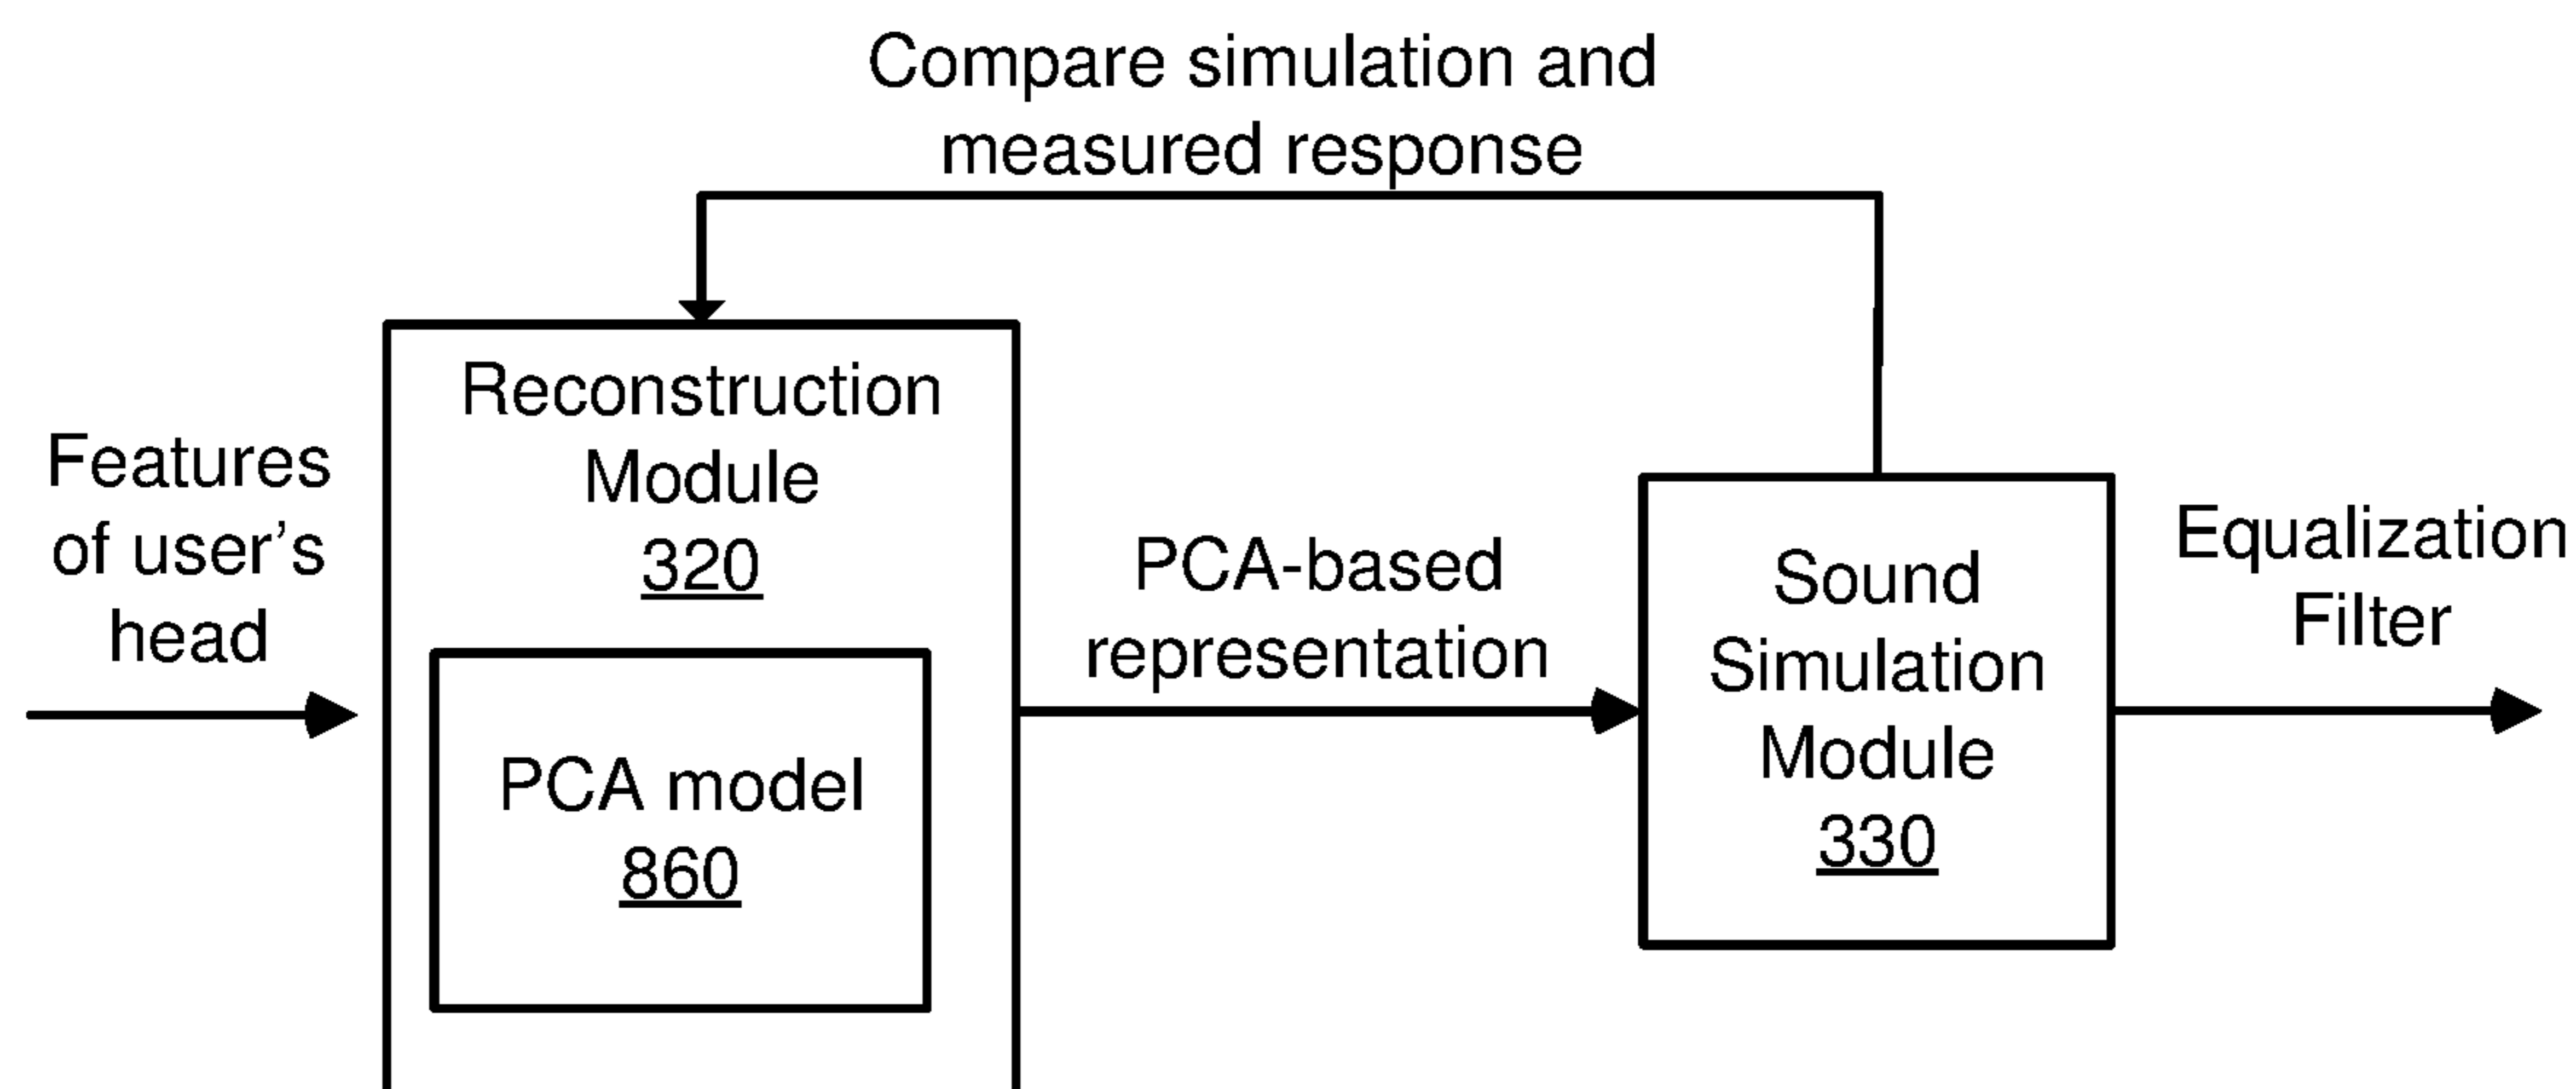 Compare simulation and
measured response
Features
of user's
head
Reconstruction
Module
320
PCA model
860
PCA-based
representation
Sound
Simulation
Module
330
Equalization
Filter